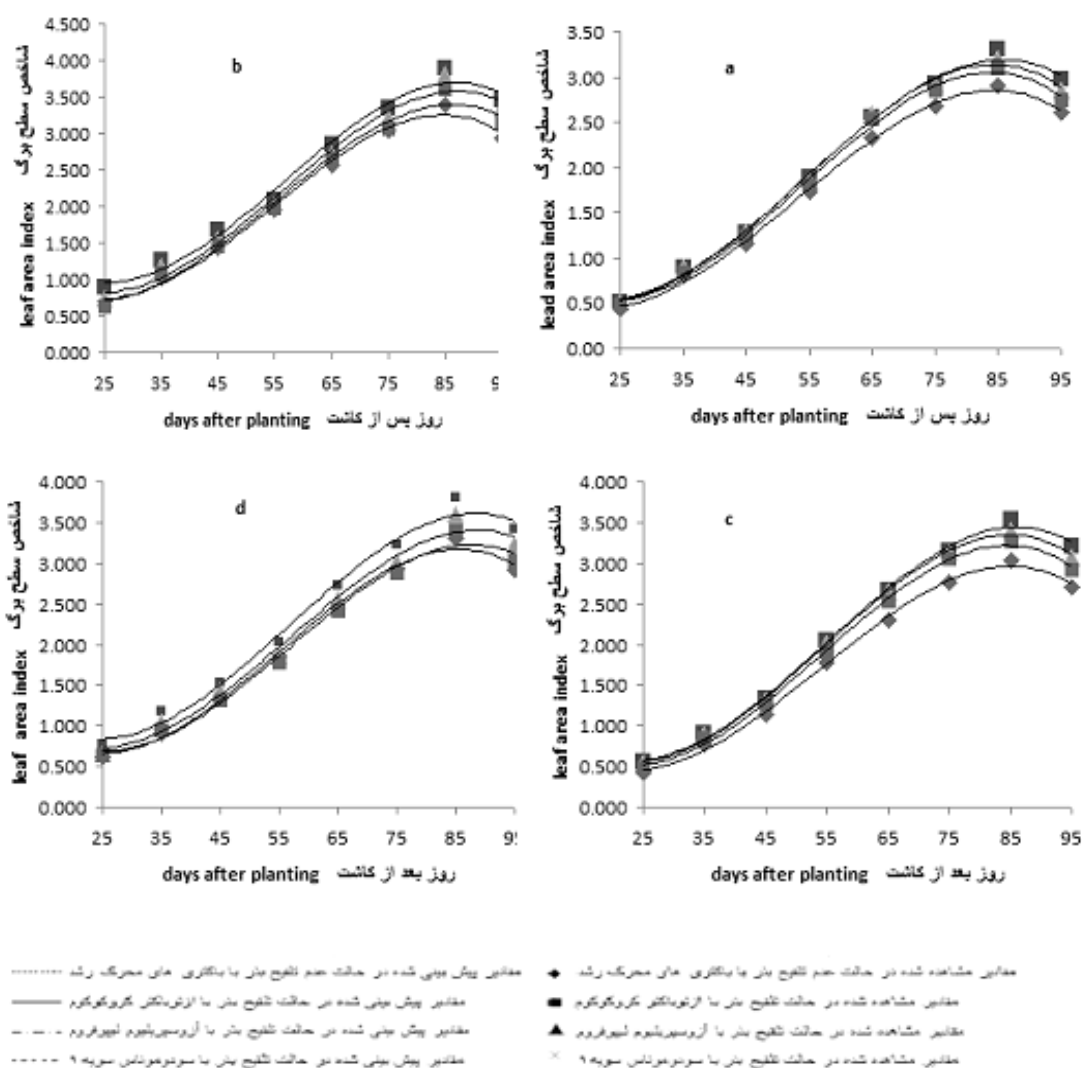 b
شاخص سطح برگ
leaf area index
4.500
4.000
3.500
3.000
2.500
2.000
1.500
1.000
0.500
0.000
25 35 45 55 65 75 85
days after planting روز پس از کاشت
a
شاخص سطح برگ
lead area index
3.50
3.00
2.50
2.00
1.50
1.00
0.50
0.00
25 35 45 55 65 75 85 95
days after planting روز پس از کاشت
d
شاخص سطح برگ
leaf area index
4.000
3.500
3.000
2.500
2.000
1.500
1.000
0.500
0.000
25 35 45 55 65 75 85
days after planting روز بعد از کاشت
c
شاخص سطح برگ
leaf area index
4.000
3.500
3.000
2.500
2.000
1.500
1.000
0.500
0.000
25 35 45 55 65 75 85 95
days after planting روز بعد از کاشت
مقادیر مشاهده شده در حالت عدم تلقیح بذر با باکتری های محرک رشد
مقادیر پیش بینی شده در حالت عدم تلقیح بذر با باکتری های محرک رشد
مقادیر مشاهده شده در حالت تلقیح بذر با ازتوباکتر کروکوکوم
مقادیر پیش بینی شده در حالت تلقیح بذر با ازتوباکتر کروکوکوم
مقادیر مشاهده شده در حالت تلقیح بذر با آزوسپیریلیوم لیپوفروم
مقادیر پیش بینی شده در حالت تلقیح بذر با آزوسپیریلیوم لیپوفروم
مقادیر مشاهده شده در حالت تلقیح بذر با سودوموناس سویه ۹
مقادیر پیش بینی شده در حالت تلقیح بذر با سودوموناس سویه ۹